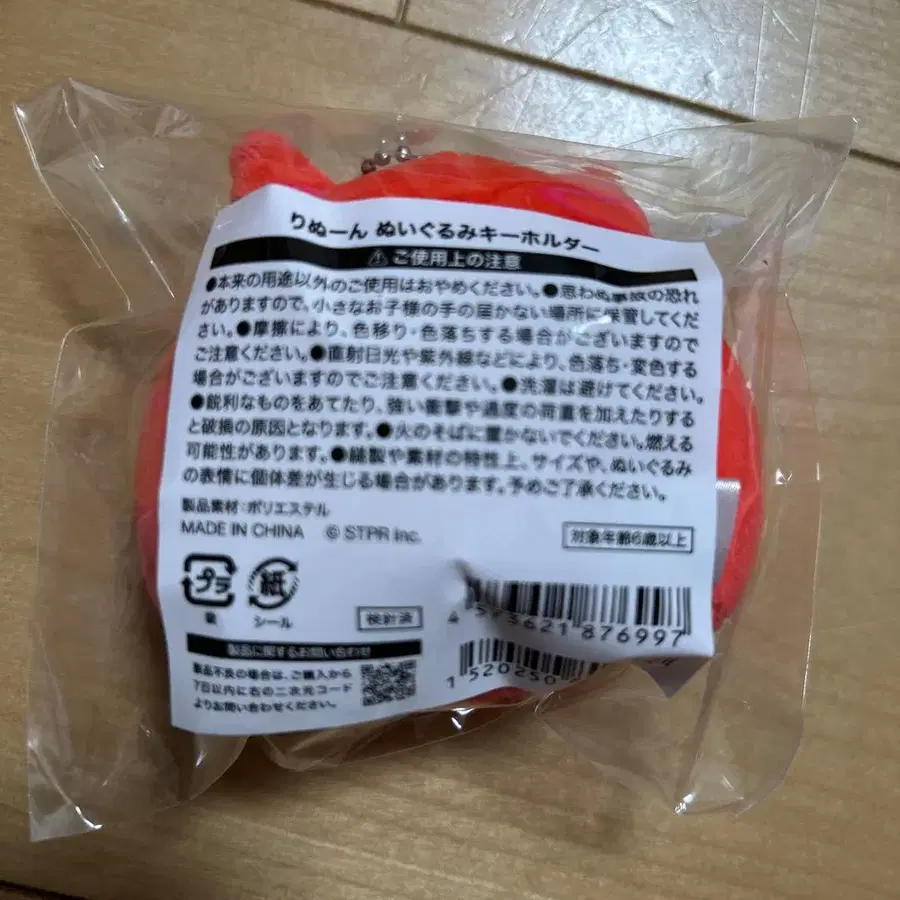 りぬーん ぬいぐるみキーホルダー
ご使用上の注意
●本来の用途以外のご使用はおやめください。●思わぬ事故の恐れ
がありますので、小さなお子様の手の届かない場所に保管してくだ
さい。●摩擦により、色移り・色落ちする場合がございますので
ご注意ください。●直射日光や紫外線などにより、色落ち・変色する
場合がございますのでご注意ください。●洗濯は避けてください。
●鋭利なものをあてたり、強い衝撃や過度の荷重を加えたりする
と破損の原因となります。●火のそばに置かないでください。燃える
可能性があります。●縫製や素材の特性上、サイズや、ぬいぐるみ
の表情に個体差が生じる場合があります。予めご了承ください。
製品素材:ポリエステル
MADE IN CHINA © STPR Inc.
対象年齢6歳以上
プラ 紙
袋 シール
検針済
4 573621 876997
製品に関するお問い合わせ
製品不良の場合は、ご購入から
7日以内に右の二次元コード
よりお問い合わせください。
1520250